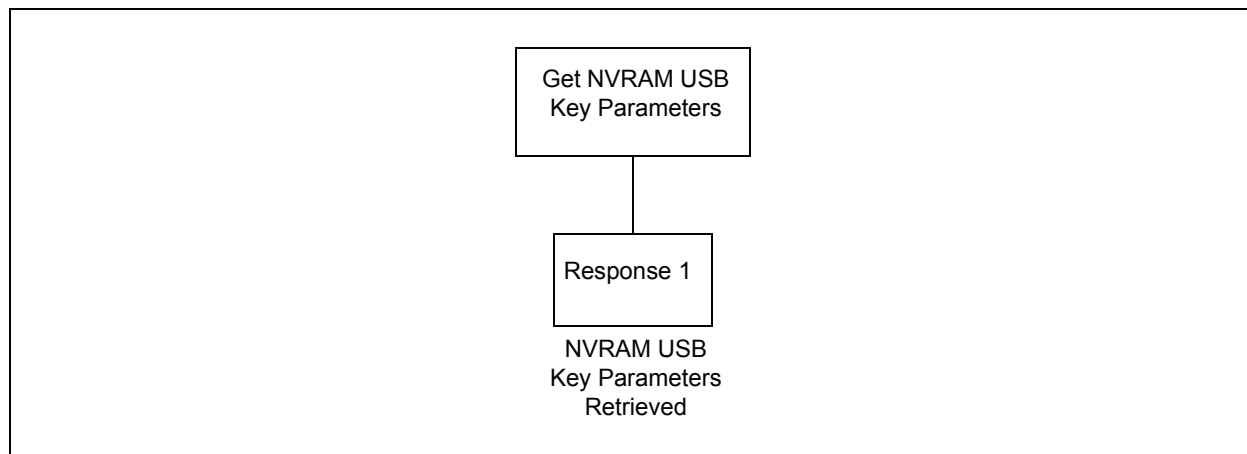 Get NVRAM USB
Key Parameters
Response 1
NVRAM USB
Key Parameters
Retrieved